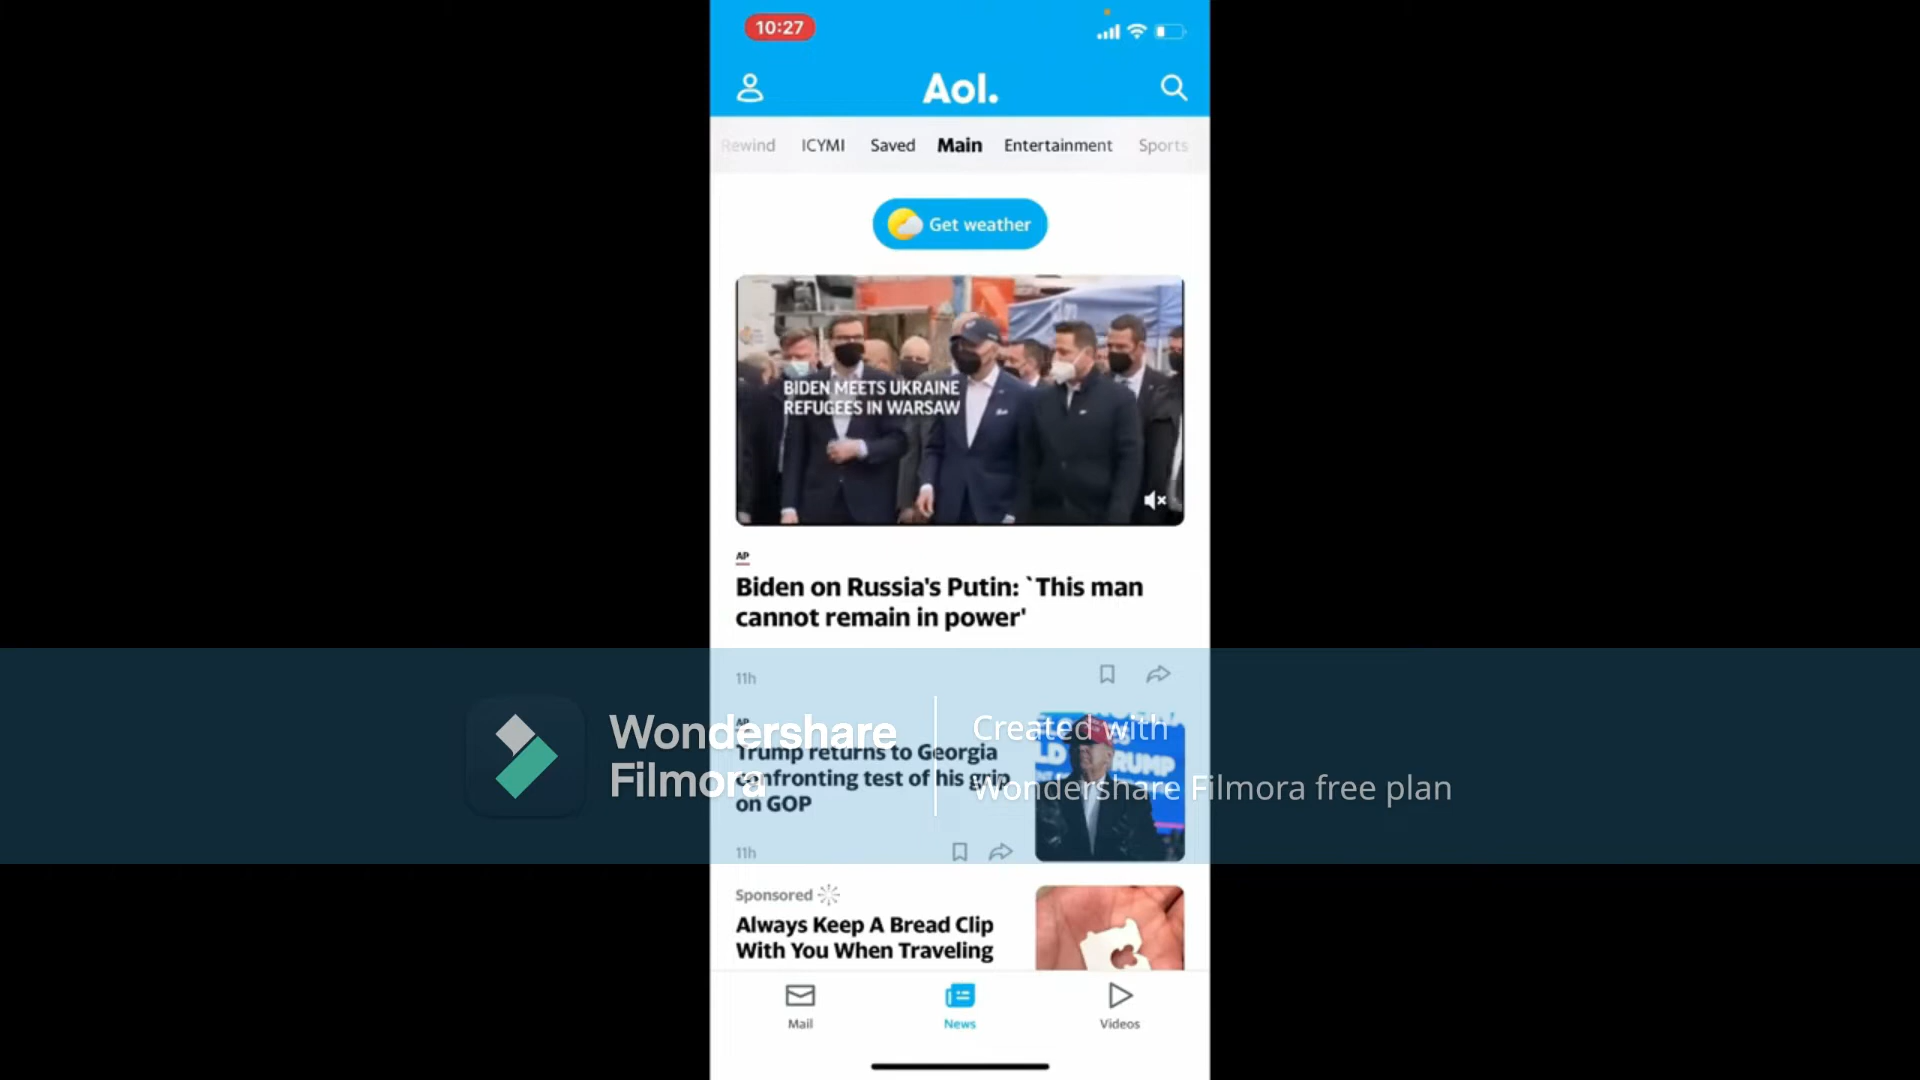 10:27
Aol.
Rewind ICYMI Saved Main Entertainment Sports
Get weather
BIDEN MEETS UKRAINE
REFUGEES IN WARSAW
AP
Biden on Russia's Putin: `This man
cannot remain in power'
11h
AP
Trump returns to Georgia
confronting test of his grip
on GOP
TRUMP
11h
Wondershare
Filmora
Created with
Wondershare Filmora free plan
Sponsored
Always Keep A Bread Clip
With You When Traveling
Mail News Videos